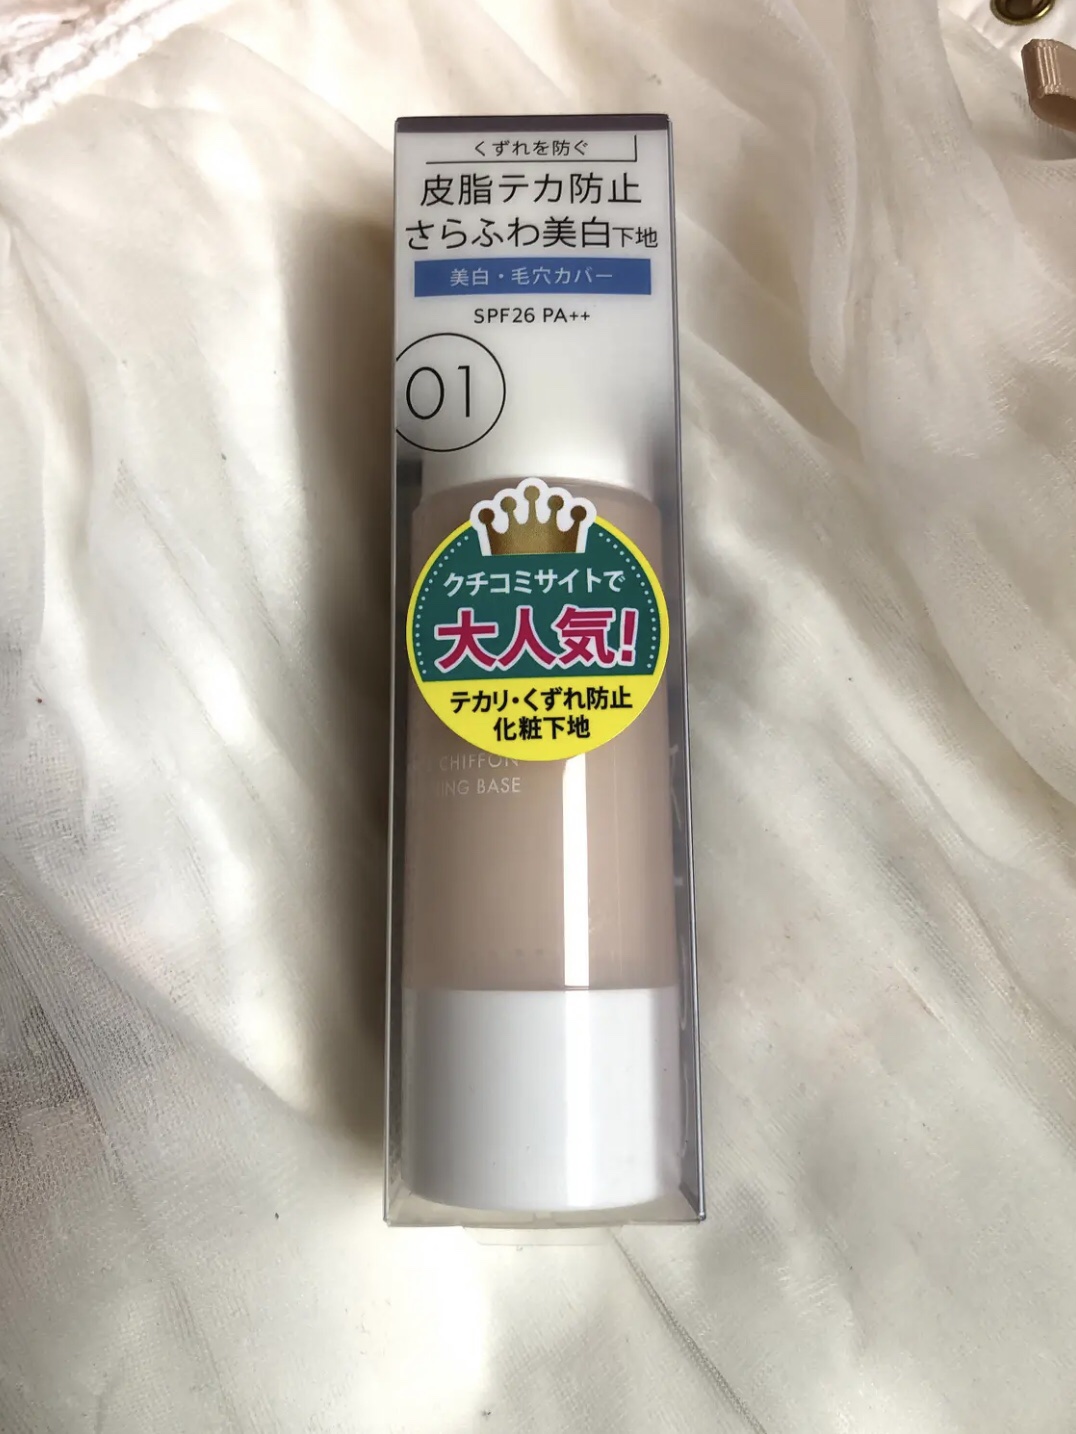 くずれを防ぐ
皮脂テカ防止
さらふわ美白下地
美白・毛穴カバー
SPF26 PA++
01
クチコミサイトで
大人気!
テカリ・くずれ防止
化粧下地
CHIFFON
BASE